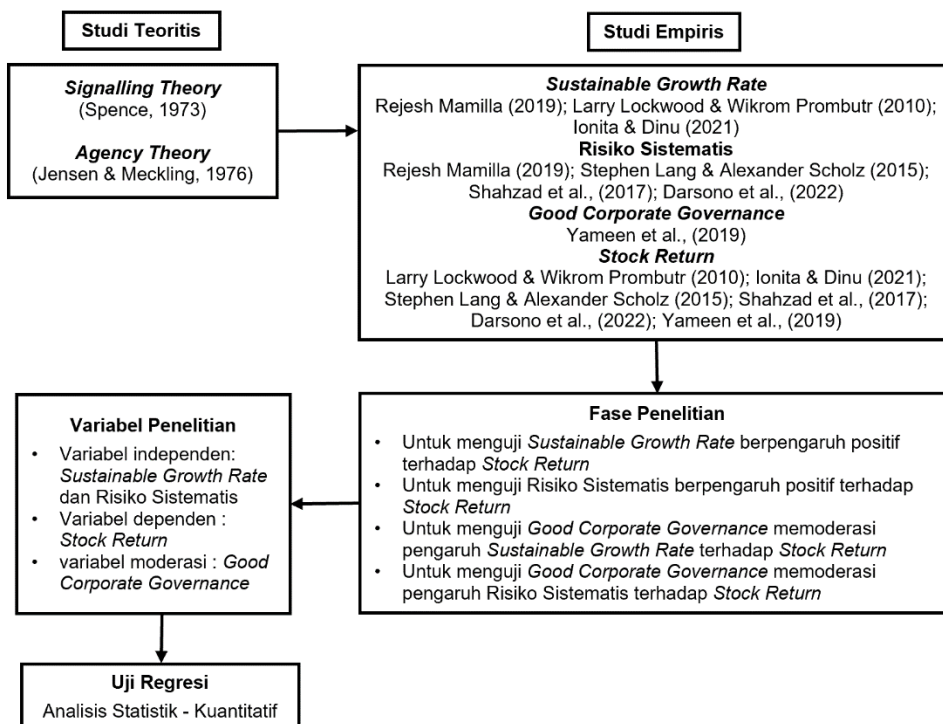 Studi Teoritis
Studi Empiris
Signalling Theory
(Spence, 1973)
Agency Theory
(Jensen & Meckling, 1976)
Sustainable Growth Rate
Rejesh Mamilla (2019); Larry Lockwood & Wikrom Prombutr (2010);
Ionita & Dinu (2021)
Risiko Sistematis
Rejesh Mamilla (2019); Stephen Lang & Alexander Scholz (2015);
Shahzad et al., (2017); Darsono et al., (2022)
Good Corporate Governance
Yameen et al., (2019)
Stock Return
Larry Lockwood & Wikrom Prombutr (2010); Ionita & Dinu (2021);
Stephen Lang & Alexander Scholz (2015); Shahzad et al., (2017);
Darsono et al., (2022); Yameen et al., (2019)
Fase Penelitian
• Untuk menguji Sustainable Growth Rate berpengaruh positif
terhadap Stock Return
• Untuk menguji Risiko Sistematis berpengaruh positif terhadap
Stock Return
• Untuk menguji Good Corporate Governance memoderasi
pengaruh Sustainable Growth Rate terhadap Stock Return
• Untuk menguji Good Corporate Governance memoderasi
pengaruh Risiko Sistematis terhadap Stock Return
Variabel Penelitian
• Variabel independen:
Sustainable Growth Rate
dan Risiko Sistematis
• Variabel dependen :
Stock Return
• variabel moderasi : Good
Corporate Governance
Uji Regresi
Analisis Statistik - Kuantitatif